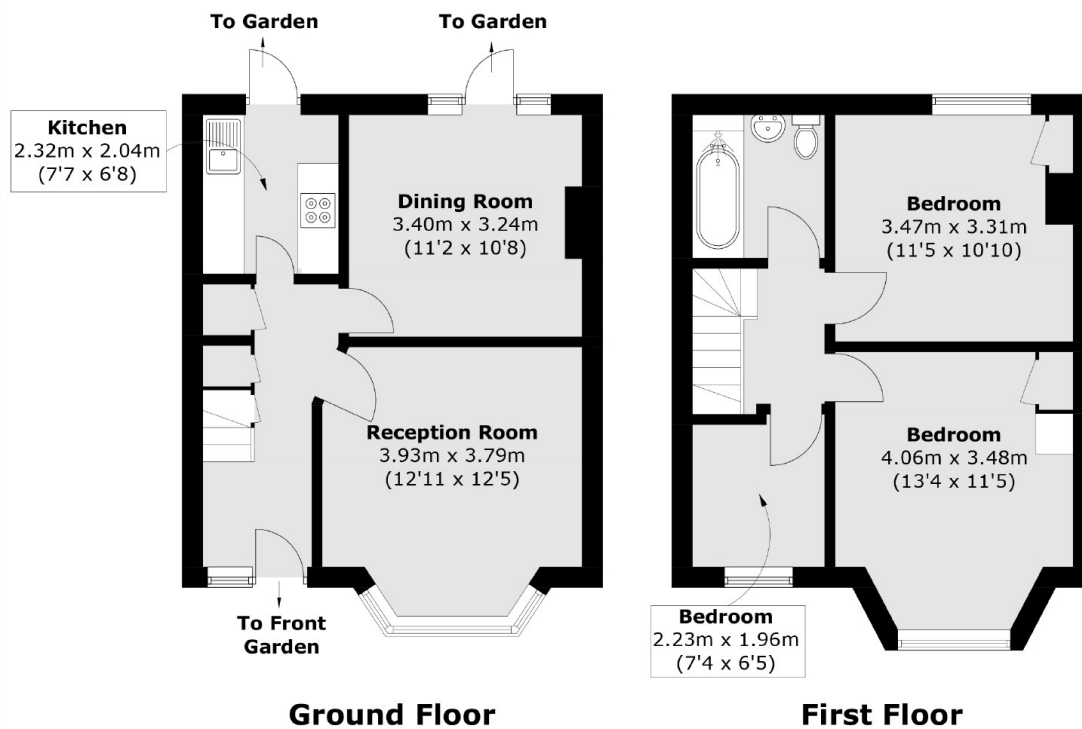 To Garden
To Garden
Kitchen
2.32m x 2.04m
(7'7 x 6'8)
Dining Room
3.40m x 3.24m
(11'2 x 10'8)
Reception Room
3.93m x 3.79m
(12'11 x 12'5)
To Front
Garden
Ground Floor
Bedroom
3.47m x 3.31m
(11'5 x 10'10)
Bedroom
4.06m x 3.48m
(13'4 x 11'5)
Bedroom
2.23m x 1.96m
(7'4 x 6'5)
First Floor